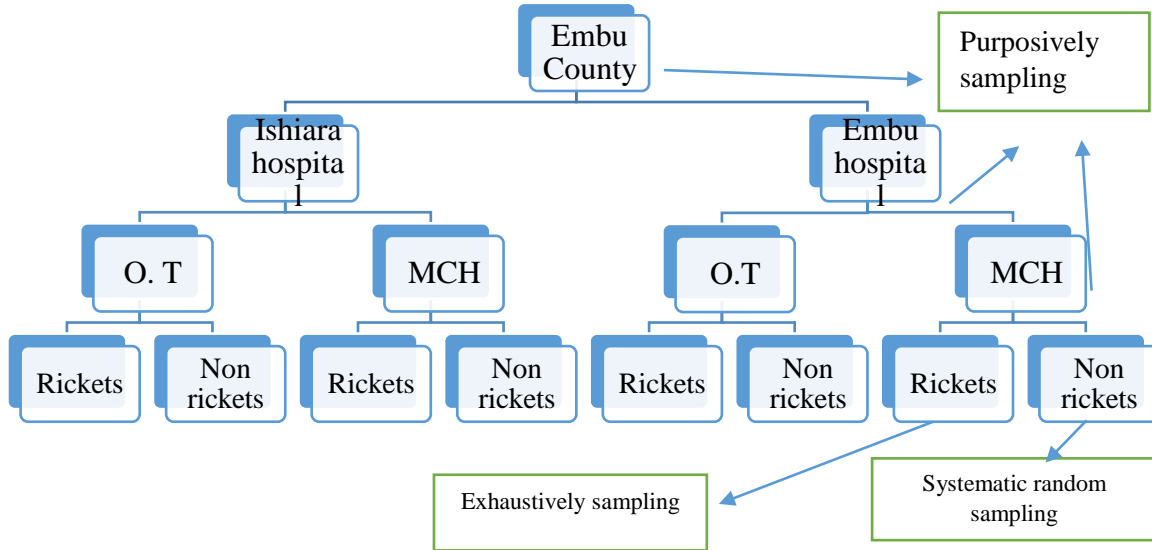 Embu
County
Purposively
sampling
Ishiara
hospita
l
Embu
hospita
l
O. T
MCH
O.T
MCH
Rickets
Non
rickets
Rickets
Non
rickets
Rickets
Non
rickets
Rickets
Non
rickets
Exhaustively sampling
Systematic random
sampling